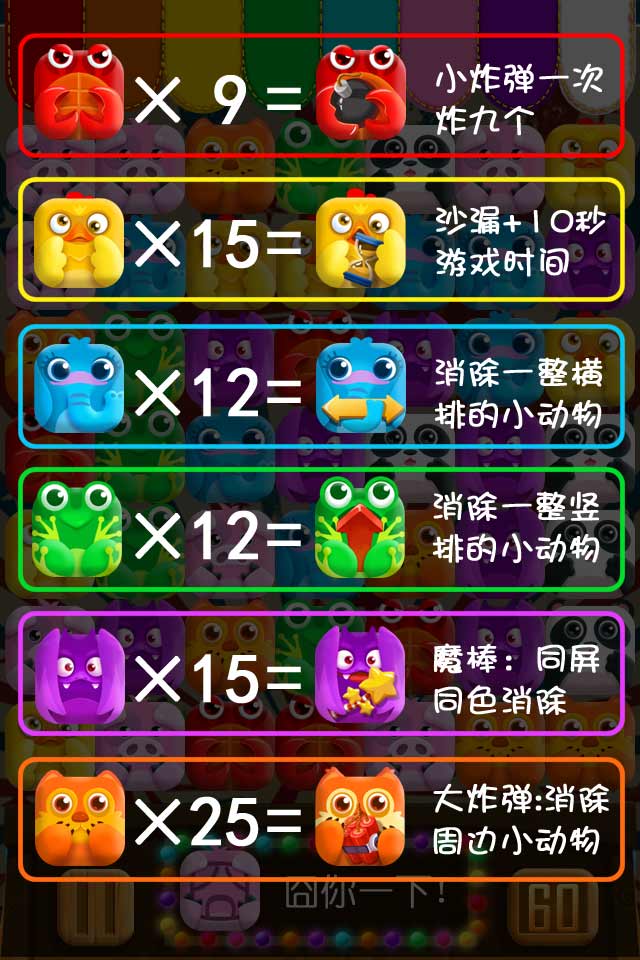 × 9 =
小炸弹一次
炸九个
×15=
沙漏+10秒
游戏时间
×12=
消除一整横
排的小动物
×12=
消除一整竖
排的小动物
×15=
魔棒：同屏
同色消除
×25=
大炸弹:消除
周边小动物
囧你一下!
60